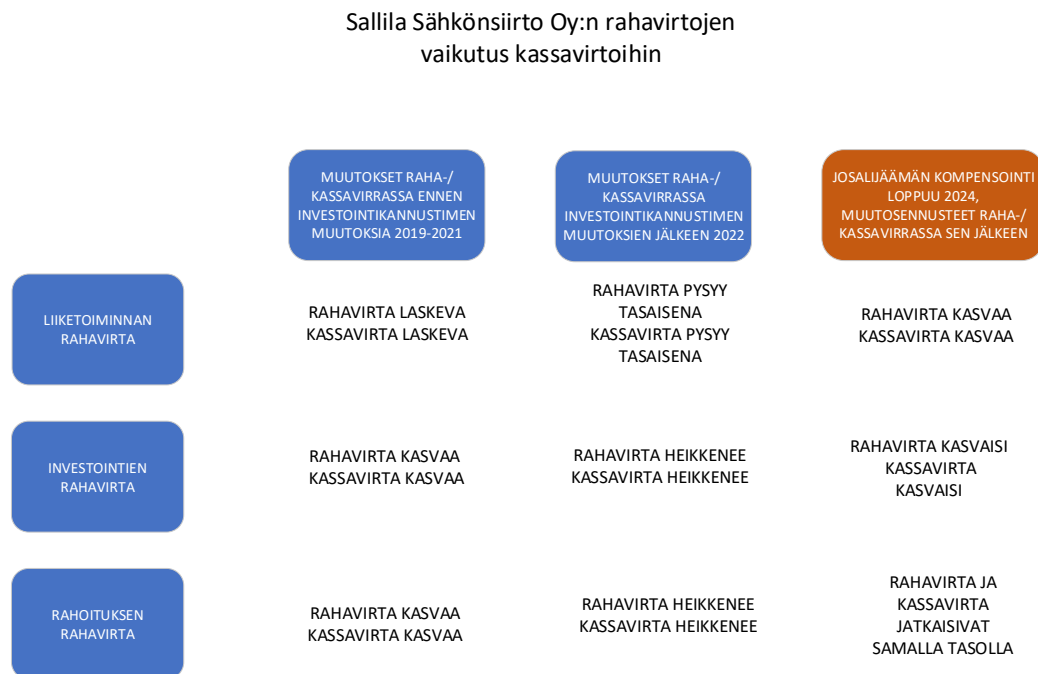 Sallila Sähkönsiirto Oy:n rahavirtojen
vaikutus kassavirtoihin
MUUTOKSET RAHA-/
KASSAVIRRASSA ENNEN
INVESTOINTIKANNUSTIMEN
MUUTOKSIA 2019-2021
MUUTOKSET RAHA-/
KASSAVIRRASSA
INVESTOINTIKANNUSTIMEN
MUUTOKSIEN JÄLKEEN 2022
JOSALIJÄÄMÄN KOMPENSOINTI
LOPPUU 2024,
MUUTOSENNUSTEET RAHA-/
KASSAVIRRASSA SEN JÄLKEEN
LIIKETOIMINNAN
RAHAVIRTA
RAHAVIRTA LASKEVA
KASSAVIRTA LASKEVA
RAHAVIRTA PYSYY
TASAISENA
KASSAVIRTA PYSYY
TASAISENA
RAHAVIRTA KASVAA
KASSAVIRTA KASVAA
INVESTOINTIEN
RAHAVIRTA
RAHAVIRTA KASVAA
KASSAVIRTA KASVAA
RAHAVIRTA HEIKKENEE
KASSAVIRTA HEIKKENEE
RAHAVIRTA KASVAISI
KASSAVIRTA
KASVAISI
RAHOITUKSEN
RAHAVIRTA
RAHAVIRTA KASVAA
KASSAVIRTA KASVAA
RAHAVIRTA HEIKKENEE
KASSAVIRTA HEIKKENEE
RAHAVIRTA JA
KASSAVIRTA
JATKAISIVAT
SAMALLA TASOLLA